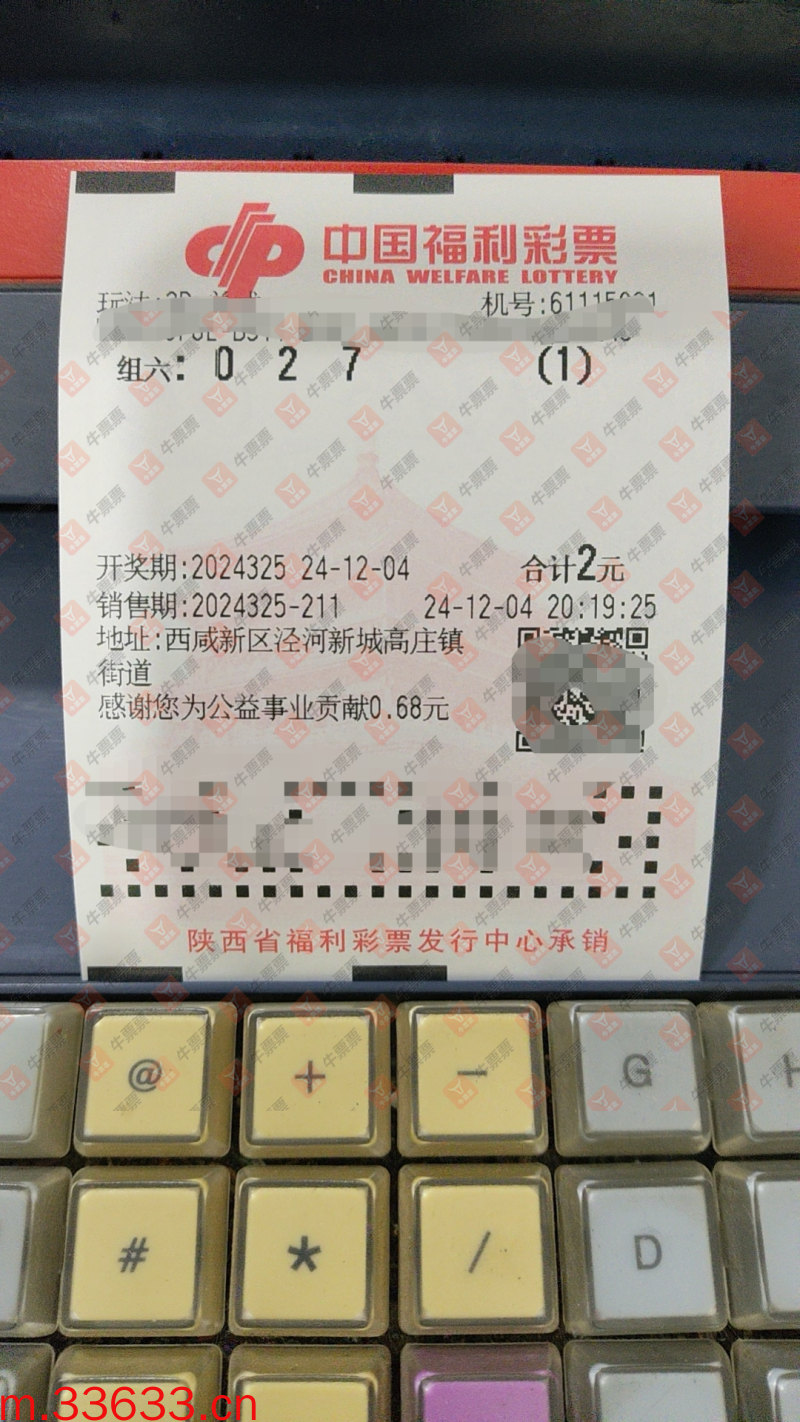 中国福利彩票
CHINA WELFARE LOTTERY
机号:61115
组六: 0 2 7 (1)
开奖期:2024325 24-12-04 合计2元
销售期:2024325-211 24-12-04 20:19:25
地址:西咸新区泾河新城高庄镇
街道
感谢您为公益事业贡献0.68元
陕西省福利彩票发行中心承销
牛票票
@ + - G H
# * / D
m.33633.cn